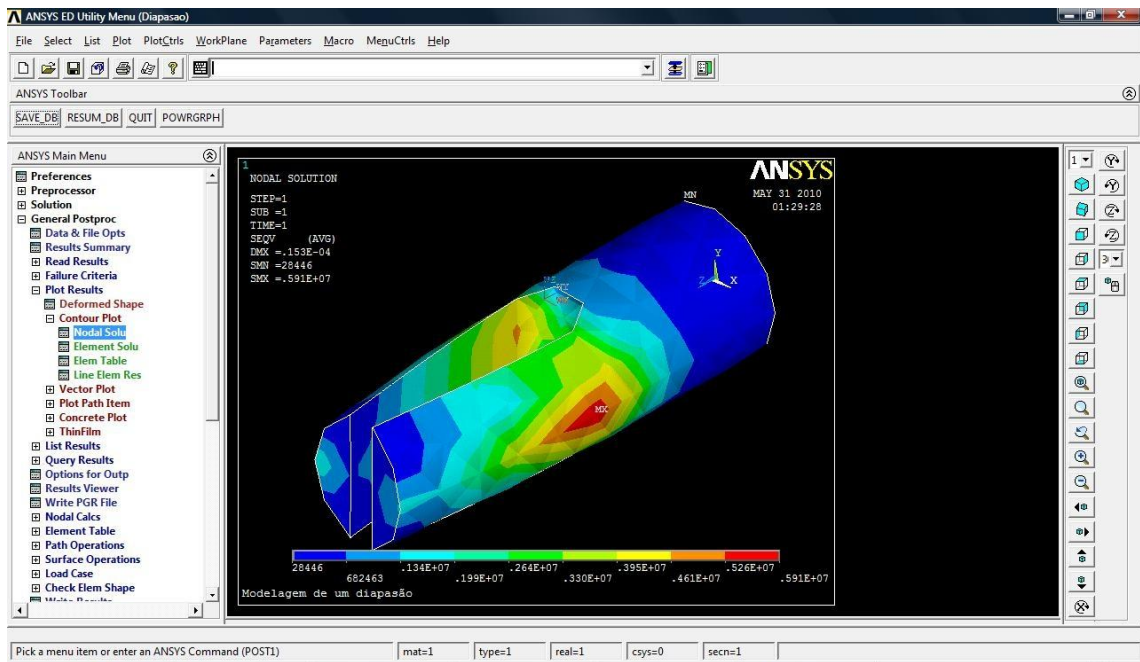 ANSYS ED Utility Menu (Diapasao)
File Select List Plot PlotCtrls WorkPlane Parameters Macro MenuCtrls Help
ANSYS Toolbar
SAVE_DB RESUM_DB QUIT POWRGRPH
ANSYS Main Menu
Preferences
Preprocessor
Solution
General Postproc
Data & File Opts
Results Summary
Read Results
Failure Criteria
Plot Results
Deformed Shape
Contour Plot
Nodal Solu
Element Solu
Elem Table
Line Elem Res
Vector Plot
Plot Path Item
Concrete Plot
ThinFilm
List Results
Query Results
Options for Outp
Results Viewer
Write PGR File
Nodal Calcs
Element Table
Path Operations
Surface Operations
Load Case
Check Elem Shape
Write Results
1
NODAL SOLUTION
STEP=1
SUB =1
TIME=1
SEQV (AVG)
DMX =.153E-04
SMN =28446
SMX =.591E+07
ANSYS
MAY 31 2010
01:29:28
MN
Y
Z X
MX
28446 .134E+07 .264E+07 .395E+07 .526E+07
682463 .199E+07 .330E+07 .461E+07 .591E+07
Modelagem de um diapasão
1
Pick a menu item or enter an ANSYS Command (POST1) mat=1 type=1 real=1 csys=0 secn=1